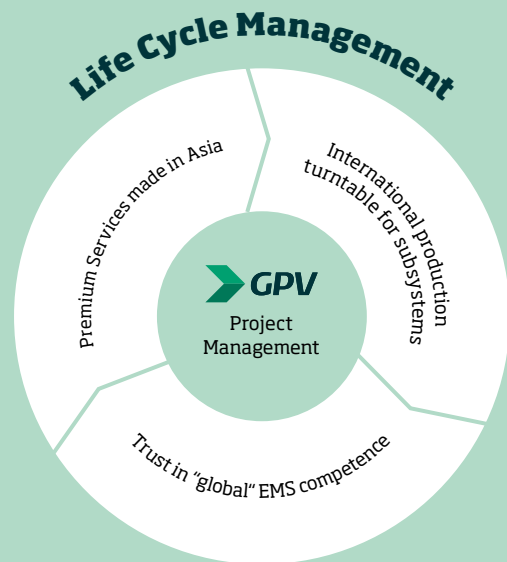 Life Cycle Management
Premium Services made in Asia
International production
turntable for subsystems
GPV
Project
Management
Trust in "global" EMS competence